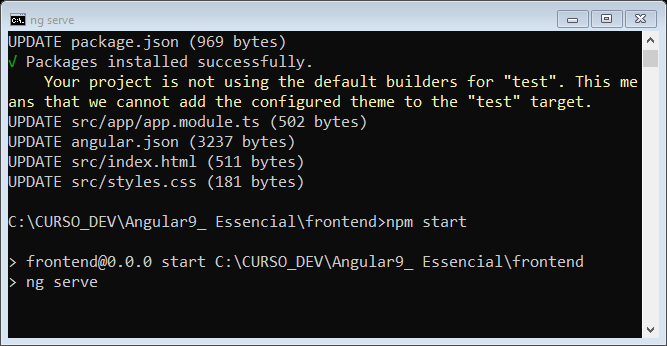 ng serve
UPDATE package.json (969 bytes)
√ Packages installed successfully.
    Your project is not using the default builders for "test". This me
ans that we cannot add the configured theme to the "test" target.
UPDATE src/app/app.module.ts (502 bytes)
UPDATE angular.json (3237 bytes)
UPDATE src/index.html (511 bytes)
UPDATE src/styles.css (181 bytes)
C:\CURSO_DEV\Angular9_ Essencial\frontend>npm start
> frontend@0.0.0 start C:\CURSO_DEV\Angular9_ Essencial\frontend
> ng serve